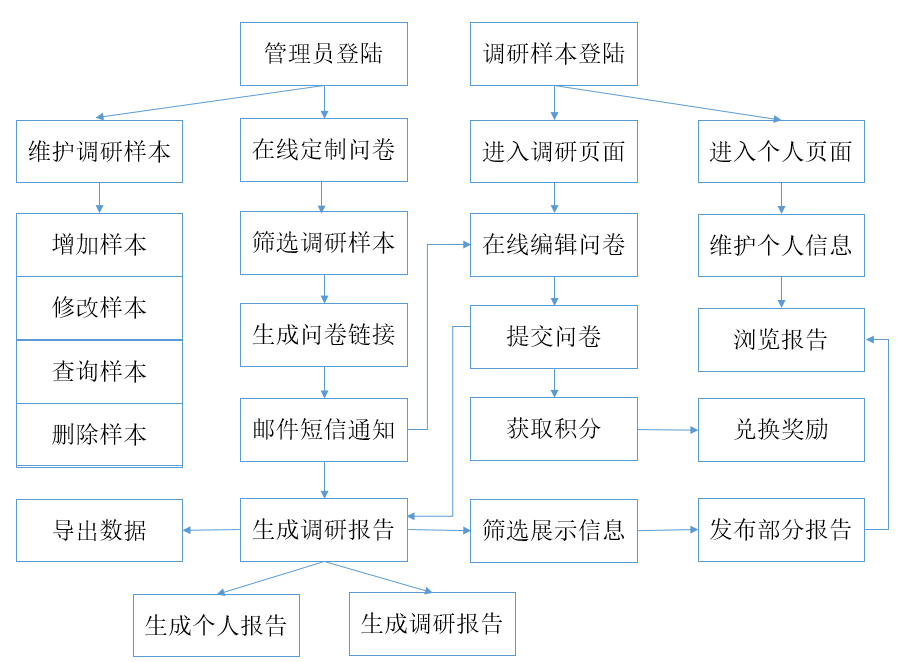 管理员登陆
调研样本登陆
维护调研样本
在线定制问卷
进入调研页面
进入个人页面
增加样本
筛选调研样本
在线编辑问卷
维护个人信息
修改样本
生成问卷链接
提交问卷
浏览报告
查询样本
删除样本
邮件短信通知
获取积分
兑换奖励
导出数据
生成调研报告
筛选展示信息
发布部分报告
生成个人报告
生成调研报告